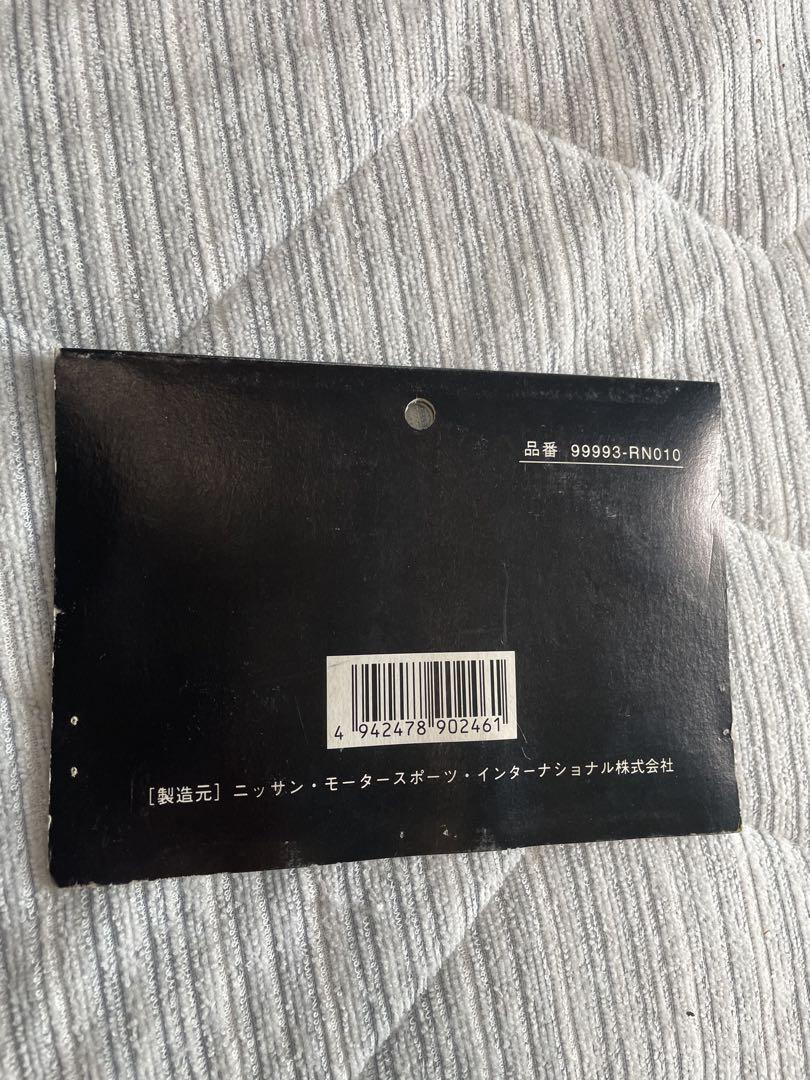 品番 99993-RN010
4 942478 902461
[製造元] ニッサン・モータースポーツ・インターナショナル株式会社